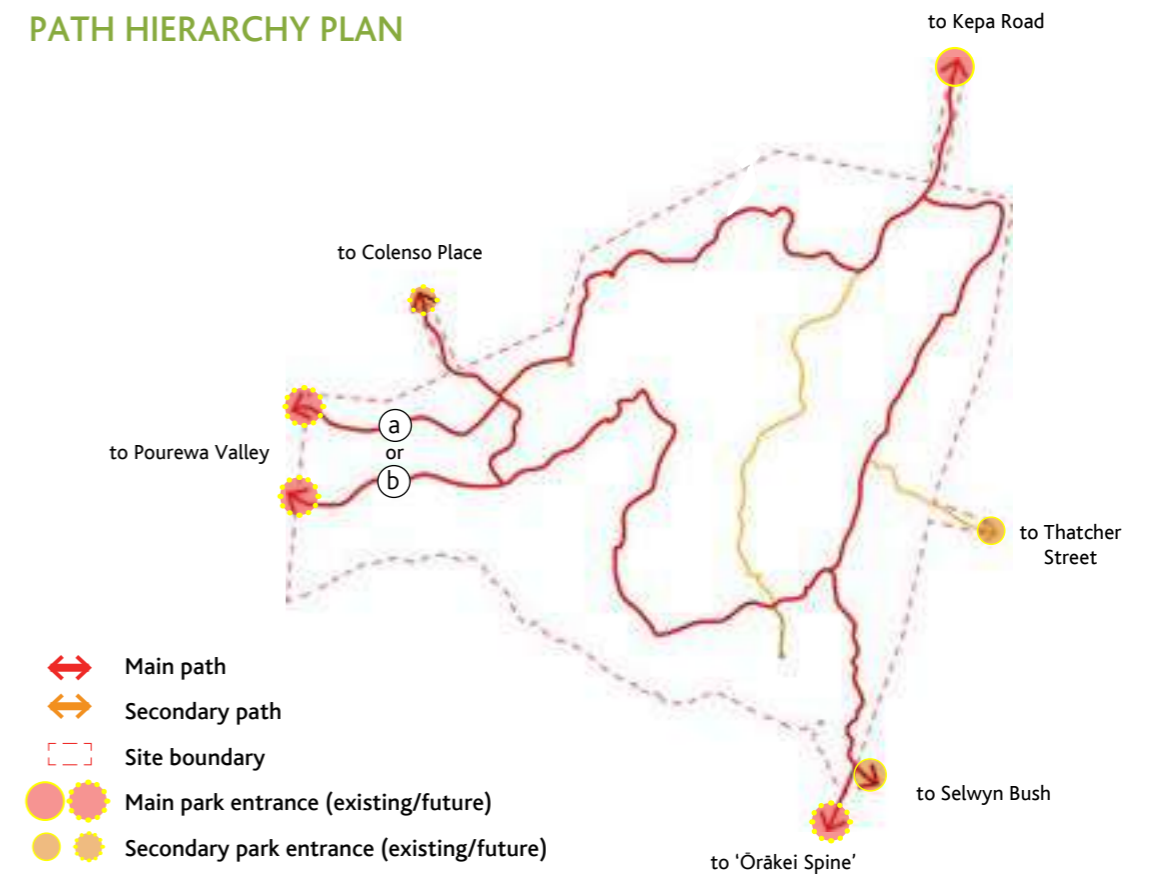 PATH HIERARCHY PLAN
to Kepa Road
to Colenso Place
a
to Pourewa Valley
or
b
to Thatcher
Street
Main path
Secondary path
Site boundary
Main park entrance (existing/future)
Secondary park entrance (existing/future)
to Selwyn Bush
to ‘Ōrākei Spine’